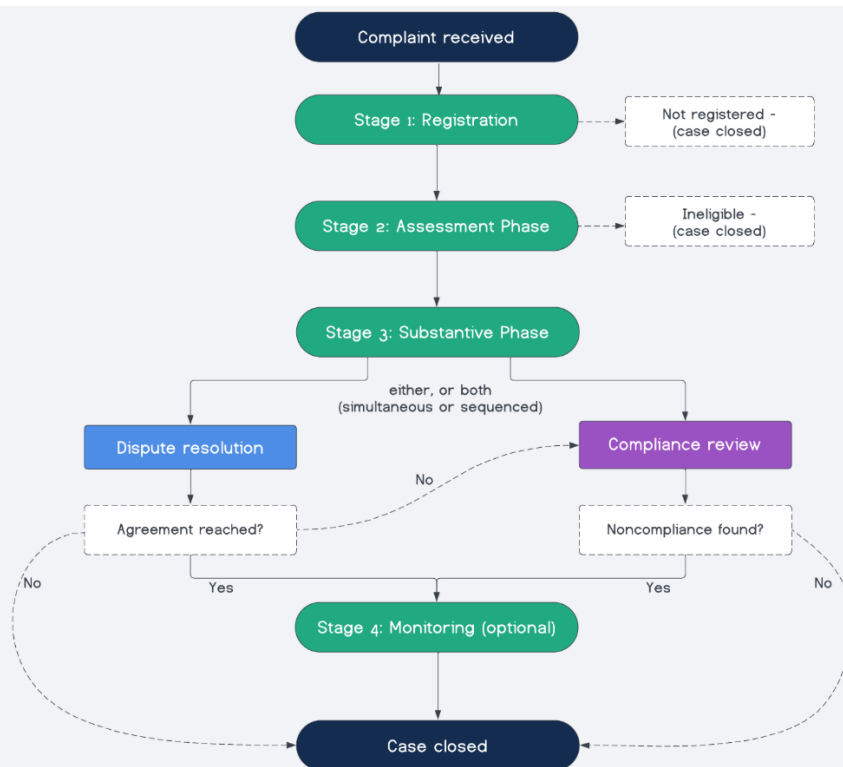 Complaint received
Stage 1: Registration
Not registered -
(case closed)
Stage 2: Assessment Phase
Ineligible -
(case closed)
Stage 3: Substantive Phase
either, or both
(simultaneous or sequenced)
Dispute resolution
Compliance review
No
Agreement reached?
Noncompliance found?
No
Yes
Yes
No
Stage 4: Monitoring (optional)
Case closed